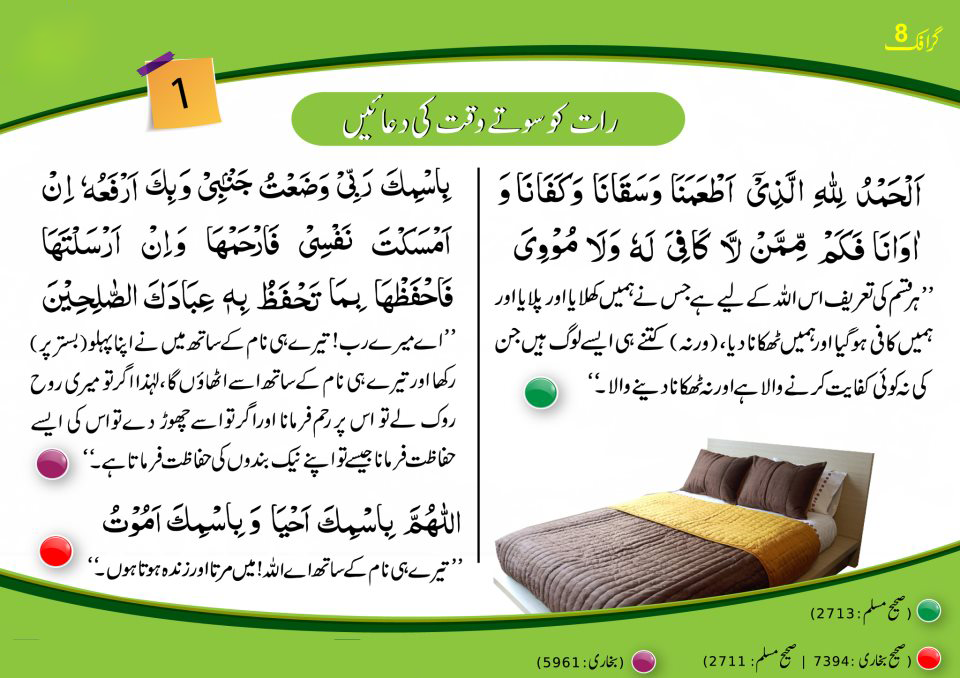 گرافک 8
1
رات کو سوتے وقت کی دعائیں
اَلْحَمْدُ لِلّٰهِ الَّذِیْٓ اَطْعَمَنَا وَسَقَانَا وَکَفَانَا وَ
اٰوَانَا فَکَمْ مِّمَّنْ لَّا کَافِیَ لَهٗ وَلَا مُؤْوِیَ
’’ہر قسم کی تعریف اس اللہ کے لیے ہے جس نے ہمیں کھلایا اور پلایا اور
ہمیں کافی ہوگیا اور ہمیں ٹھکانا دیا، (ورنہ) کتنے ہی ایسے لوگ ہیں جن
کی نہ کوئی کفایت کرنے والا ہے اور نہ ٹھکانا دینے والا۔‘‘
بِاسْمِكَ رَبِّیْ وَضَعْتُ جَنْۢبِیْ وَبِكَ اَرْفَعُهٗ اِنْ
اَمْسَكْتَ نَفْسِیْ فَارْحَمْهَا وَاِنْ اَرْسَلْتَهَا
فَاحْفَظْهَا بِمَا تَحْفَظُ بِهٖ عِبَادَكَ الصّٰلِحِیْنَ
’’اے میرے رب! تیرے ہی نام کے ساتھ میں نے اپنا پہلو (بستر پر)
رکھا اور تیرے ہی نام کے ساتھ اسے اٹھاؤں گا، لہٰذا اگر تو میری روح
روک لے تو اس پر رحم فرمانا اور اگر تو اسے چھوڑ دے تو اس کی ایسے
حفاظت فرمانا جیسے تو اپنے نیک بندوں کی حفاظت فرماتا ہے۔‘‘
اَللّٰهُمَّ بِاسْمِكَ اَحْیَا وَبِاسْمِكَ اَمُوْتُ
’’تیرے ہی نام کے ساتھ اے اللہ! میں مرتا اور زندہ ہوتا ہوں۔‘‘
(صحیح مسلم: 2713)
(صحیح بخاری: 7394 | صحیح مسلم: 2711)
(بخاری: 5961)